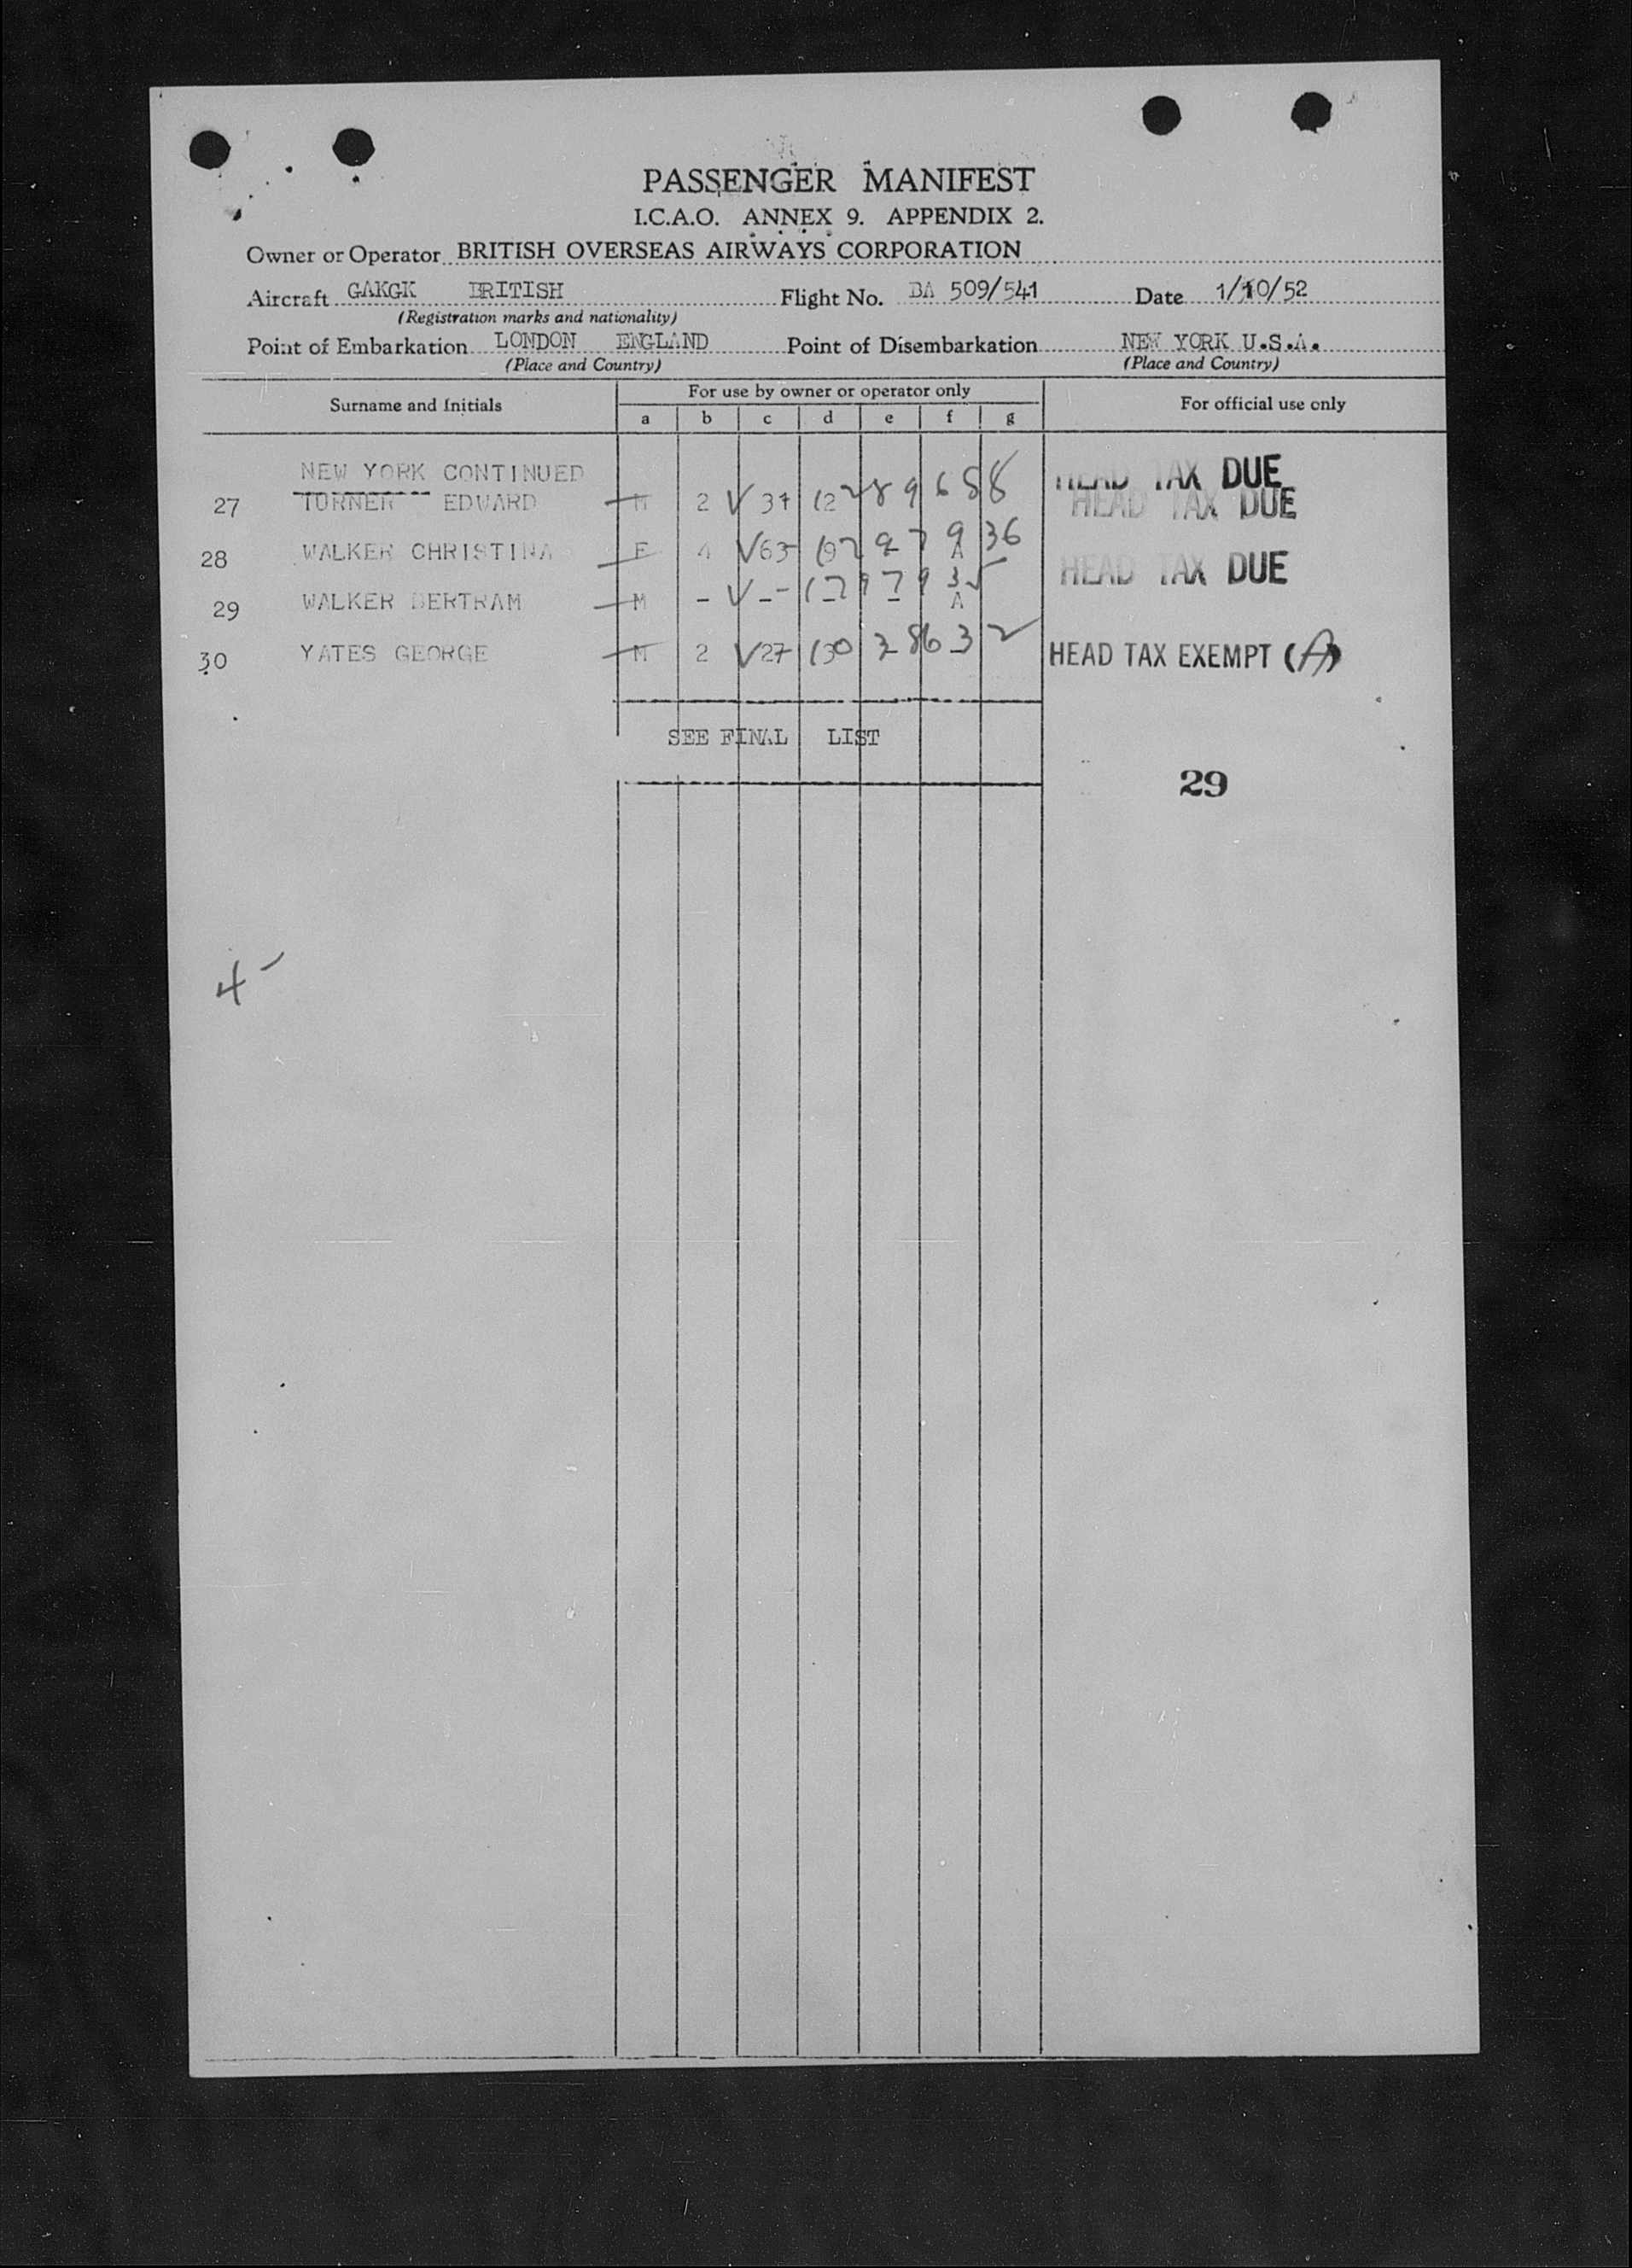 PASSENGER MANIFEST
I.C.A.O. ANNEX 9. APPENDIX 2.
Owner or Operator BRITISH OVERSEAS AIRWAYS CORPORATION
Aircraft GAKGK BRITISH Flight No. BA 509/541 Date 1/10/52
(Registration marks and nationality)
Point of Embarkation LONDON ENGLAND Point of Disembarkation NEW YORK U.S.A.
(Place and Country) (Place and Country)
Surname and Initials For use by owner or operator only For official use only
a b c d e f g
NEW YORK CONTINUED HEAD TAX DUE
27 TURNER EDWARD M 2 37 HEAD TAX DUE
28 WALKER CHRISTINA F 4 63 A 36 HEAD TAX DUE
29 WALKER BERTRAM M - -- A
30 YATES GEORGE M 2 27 HEAD TAX EXEMPT (A)
SEE FINAL LIST
29
4 -